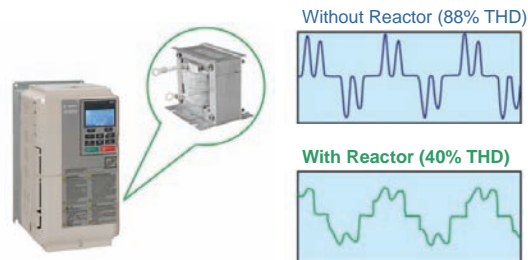 Without Reactor (88% THD)
With Reactor (40% THD)